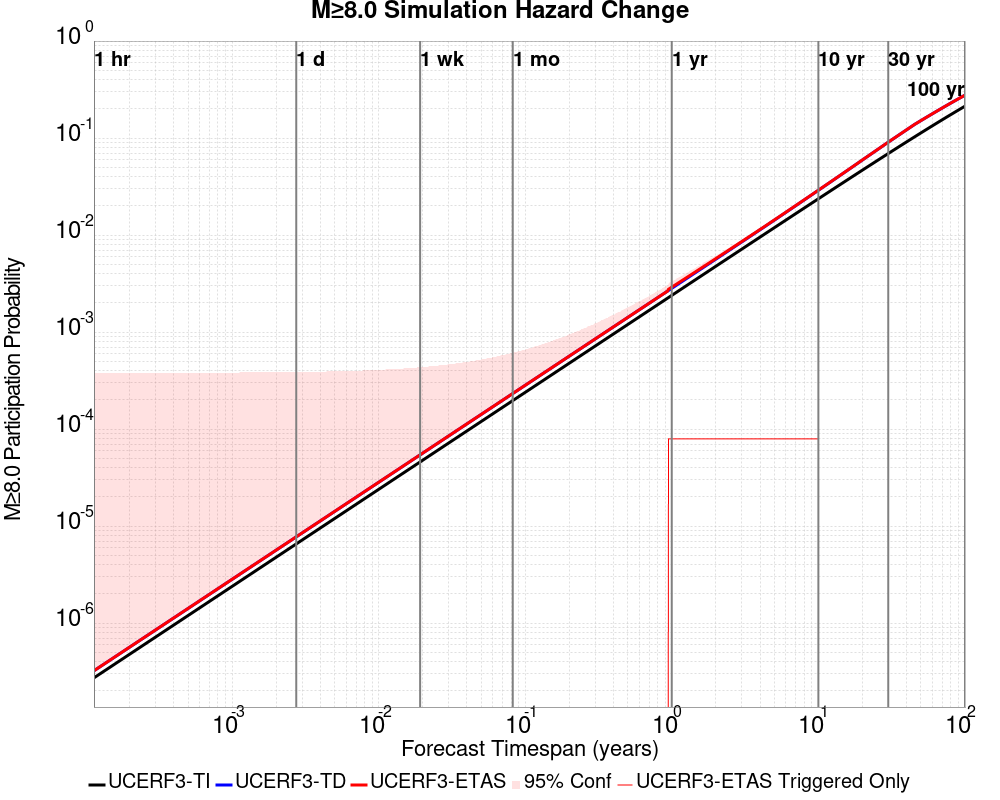 M≥8.0 Simulation Hazard Change
10^0
10^-1
10^-2
10^-3
10^-4
10^-5
10^-6
M≥8.0 Participation Probability
1 hr
1 d
1 wk
1 mo
1 yr
10 yr
30 yr
100 yr
10^-3
10^-2
10^-1
10^0
10^1
10^2
Forecast Timespan (years)
UCERF3-TI UCERF3-TD UCERF3-ETAS 95% Conf UCERF3-ETAS Triggered Only